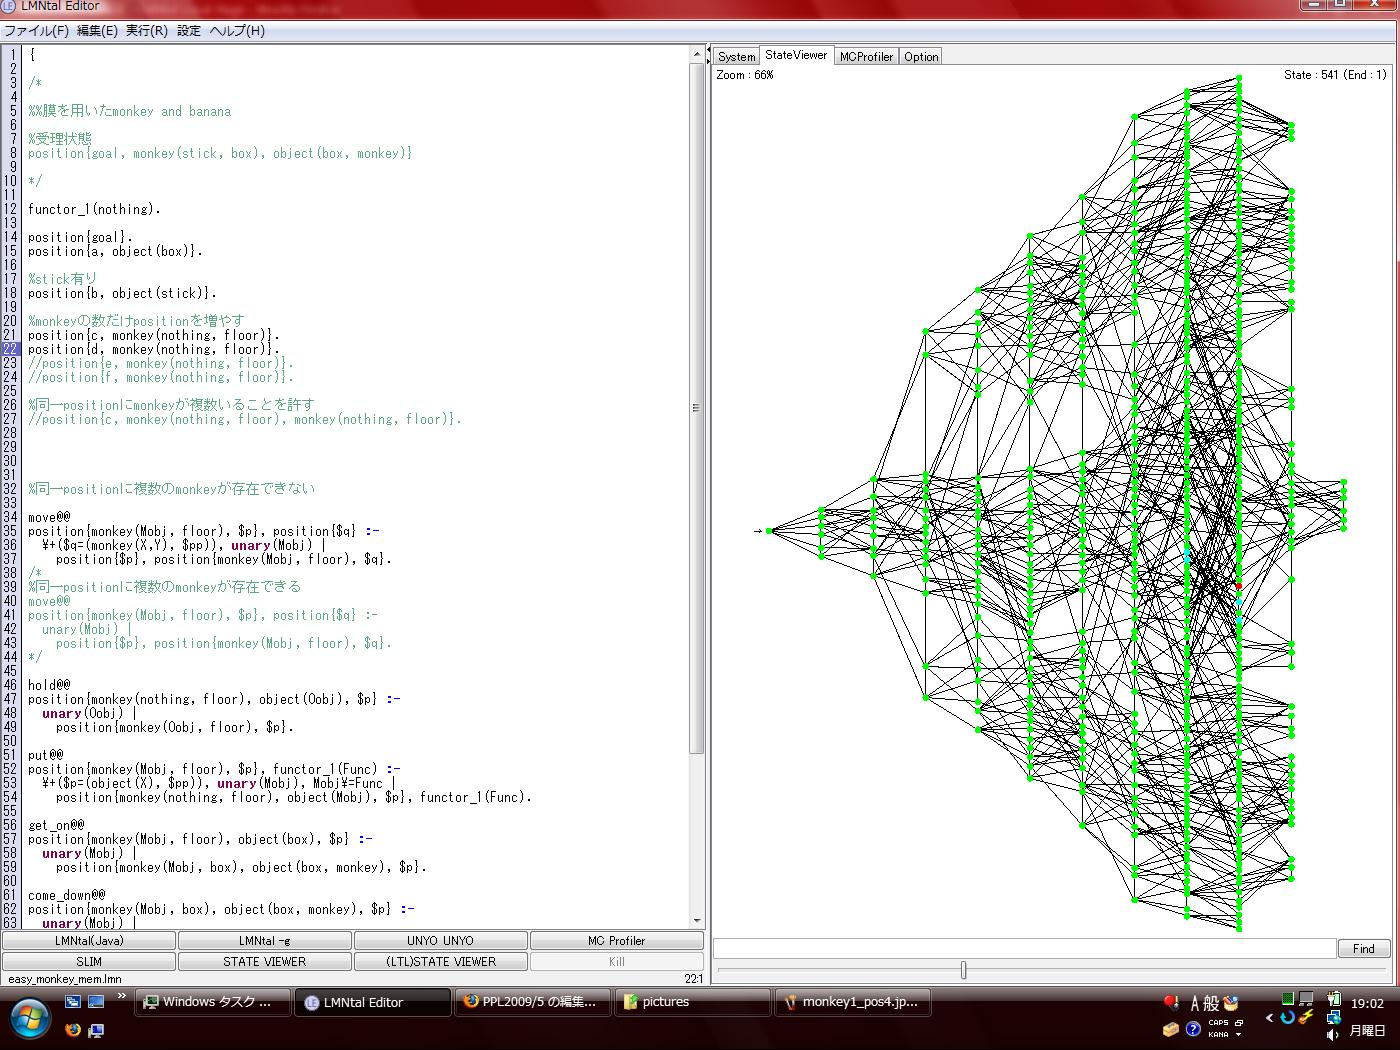 LMNtal Editor
ファイル(F) 編集(E) 実行(R) 設定 ヘルプ(H)
1 {
2
3 /*
4
5 %%膜を用いたmonkey and banana
6
7 %受理状態
8 position{goal, monkey(stick, box), object(box, monkey)}
9
10 */
11
12 functor_1(nothing).
13
14 position{goal}.
15 position{a, object(box)}.
16
17 %stick有り
18 position{b, object(stick)}.
19
20 %monkeyの数だけpositionを増やす
21 position{c, monkey(nothing, floor)}.
22 position{d, monkey(nothing, floor)}.
23 //position{e, monkey(nothing, floor)}.
24 //position{f, monkey(nothing, floor)}.
25
26 %同一positionにmonkeyが複数いることを許す
27 //position{c, monkey(nothing, floor), monkey(nothing, floor)}.
28
29
30
31
32 %同一positionに複数のmonkeyが存在できない
33
34 move@@
35 position{monkey(Mobj, floor), $p}, position{$q} :-
36 ¥+($q=(monkey(X,Y), $pp)), unary(Mobj) |
37 position{$p}, position{monkey(Mobj, floor), $q}.
38 /*
39 %同一positionに複数のmonkeyが存在できる
40 move@@
41 position{monkey(Mobj, floor), $p}, position{$q} :-
42 unary(Mobj) |
43 position{$p}, position{monkey(Mobj, floor), $q}.
44 */
45
46 hold@@
47 position{monkey(nothing, floor), object(Oobj), $p} :-
48 unary(Oobj) |
49 position{monkey(Oobj, floor), $p}.
50
51 put@@
52 position{monkey(Mobj, floor), $p}, functor_1(Func) :-
53 ¥+($p=(object(X), $pp)), unary(Mobj), Mobj¥=Func |
54 position{monkey(nothing, floor), object(Mobj), $p}, functor_1(Func).
55
56 get_on@@
57 position{monkey(Mobj, floor), object(box), $p} :-
58 unary(Mobj) |
59 position{monkey(Mobj, box), object(box, monkey), $p}.
60
61 come_down@@
62 position{monkey(Mobj, box), object(box, monkey), $p} :-
63 unary(Mobj) |
LMNtal(Java) LMNtal -g UNYO UNYO MC Profiler
SLIM STATE VIEWER (LTL)STATE VIEWER Kill
easy_monkey_mem.lmn 22:1
System StateViewer MCProfiler Option
Zoom : 66% State : 541 (End : 1)
Find
Windows タスク ... LMNtal Editor PPL2009/5 の編集... pictures monkey1_pos4.jp...
A 般
CAPS
KANA
19:02
月曜日